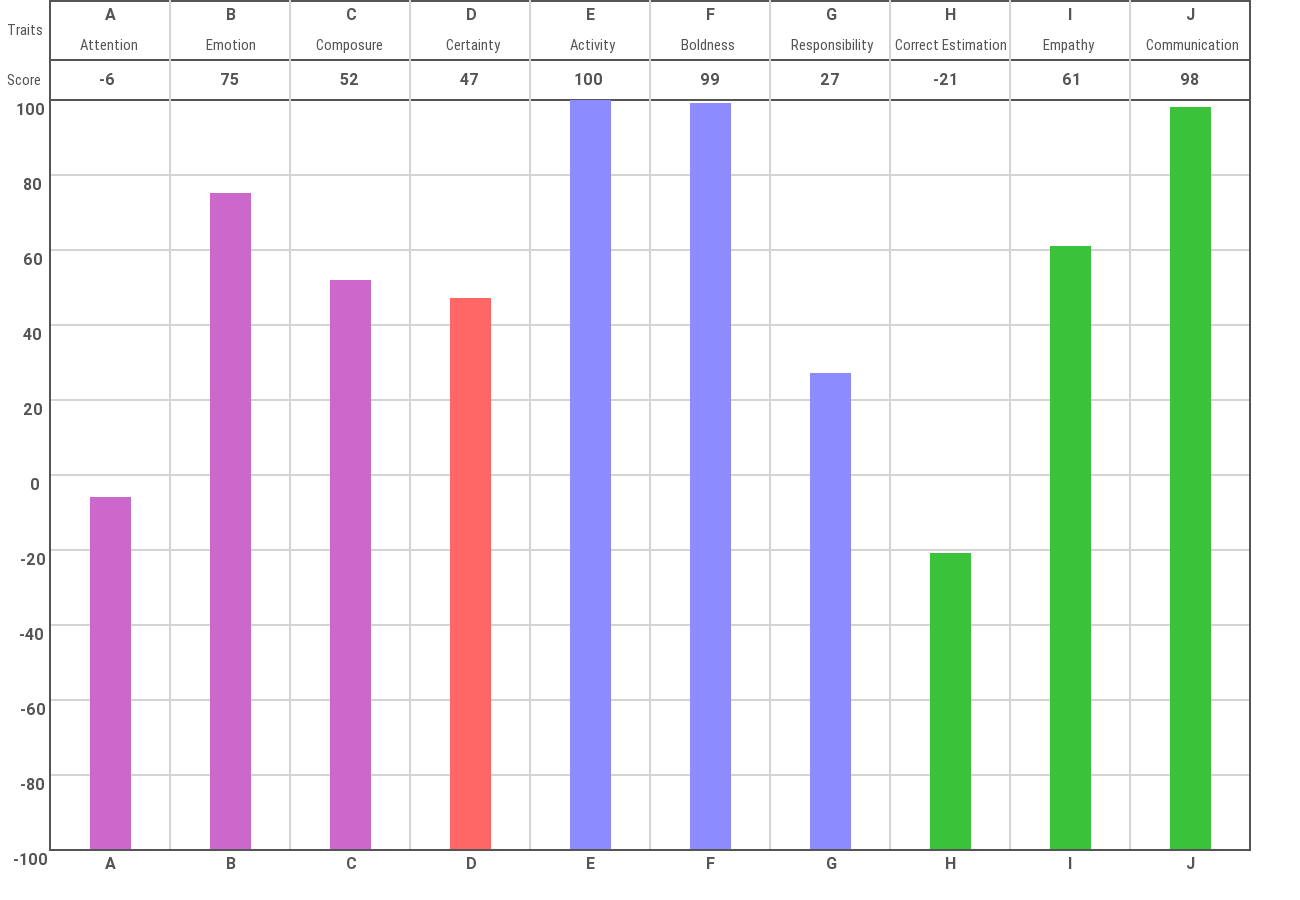 Traits
A B C D E F G H I J
Attention Emotion Composure Certainty Activity Boldness Responsibility Correct Estimation Empathy Communication
Score -6 75 52 47 100 99 27 -21 61 98
100
80
60
40
20
0
-20
-40
-60
-80
-100
A B C D E F G H I J